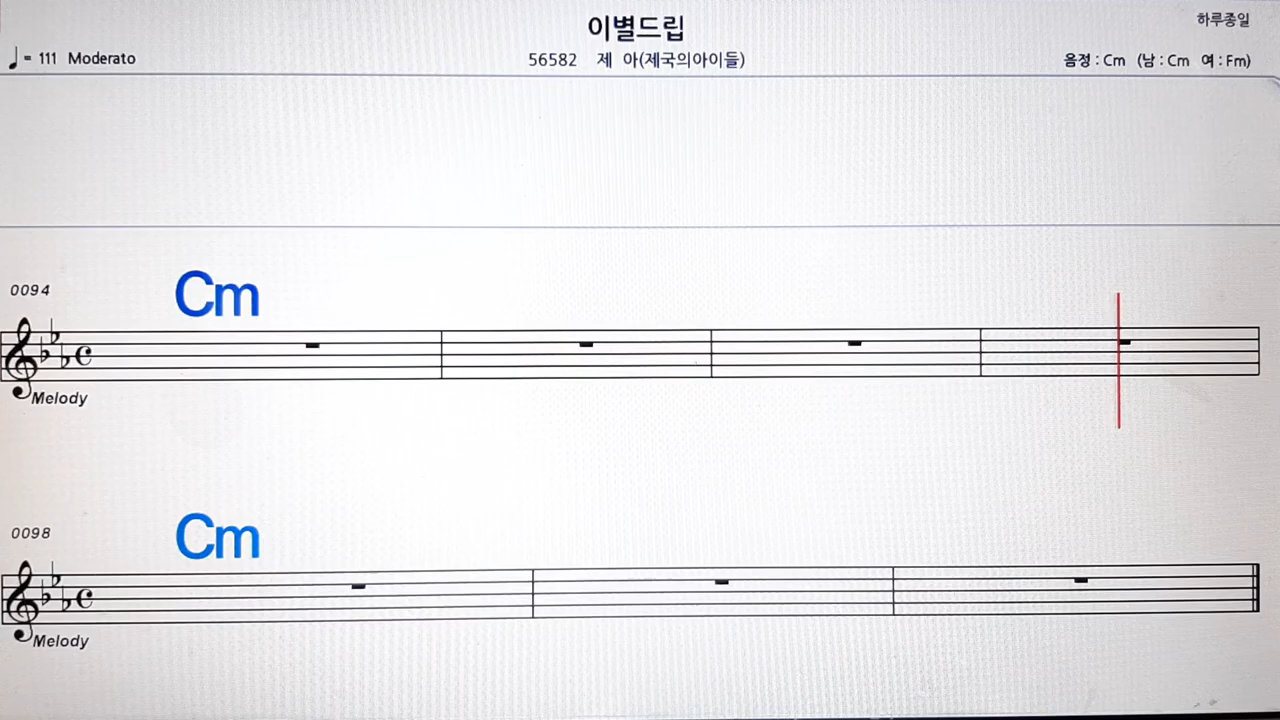 이별드립
하루종일
♩= 111 Moderato
56582 제 아(제국의아이들)
음정 : Cm (남 : Cm 여 : Fm)
0094
Cm
Melody
0098
Cm
Melody